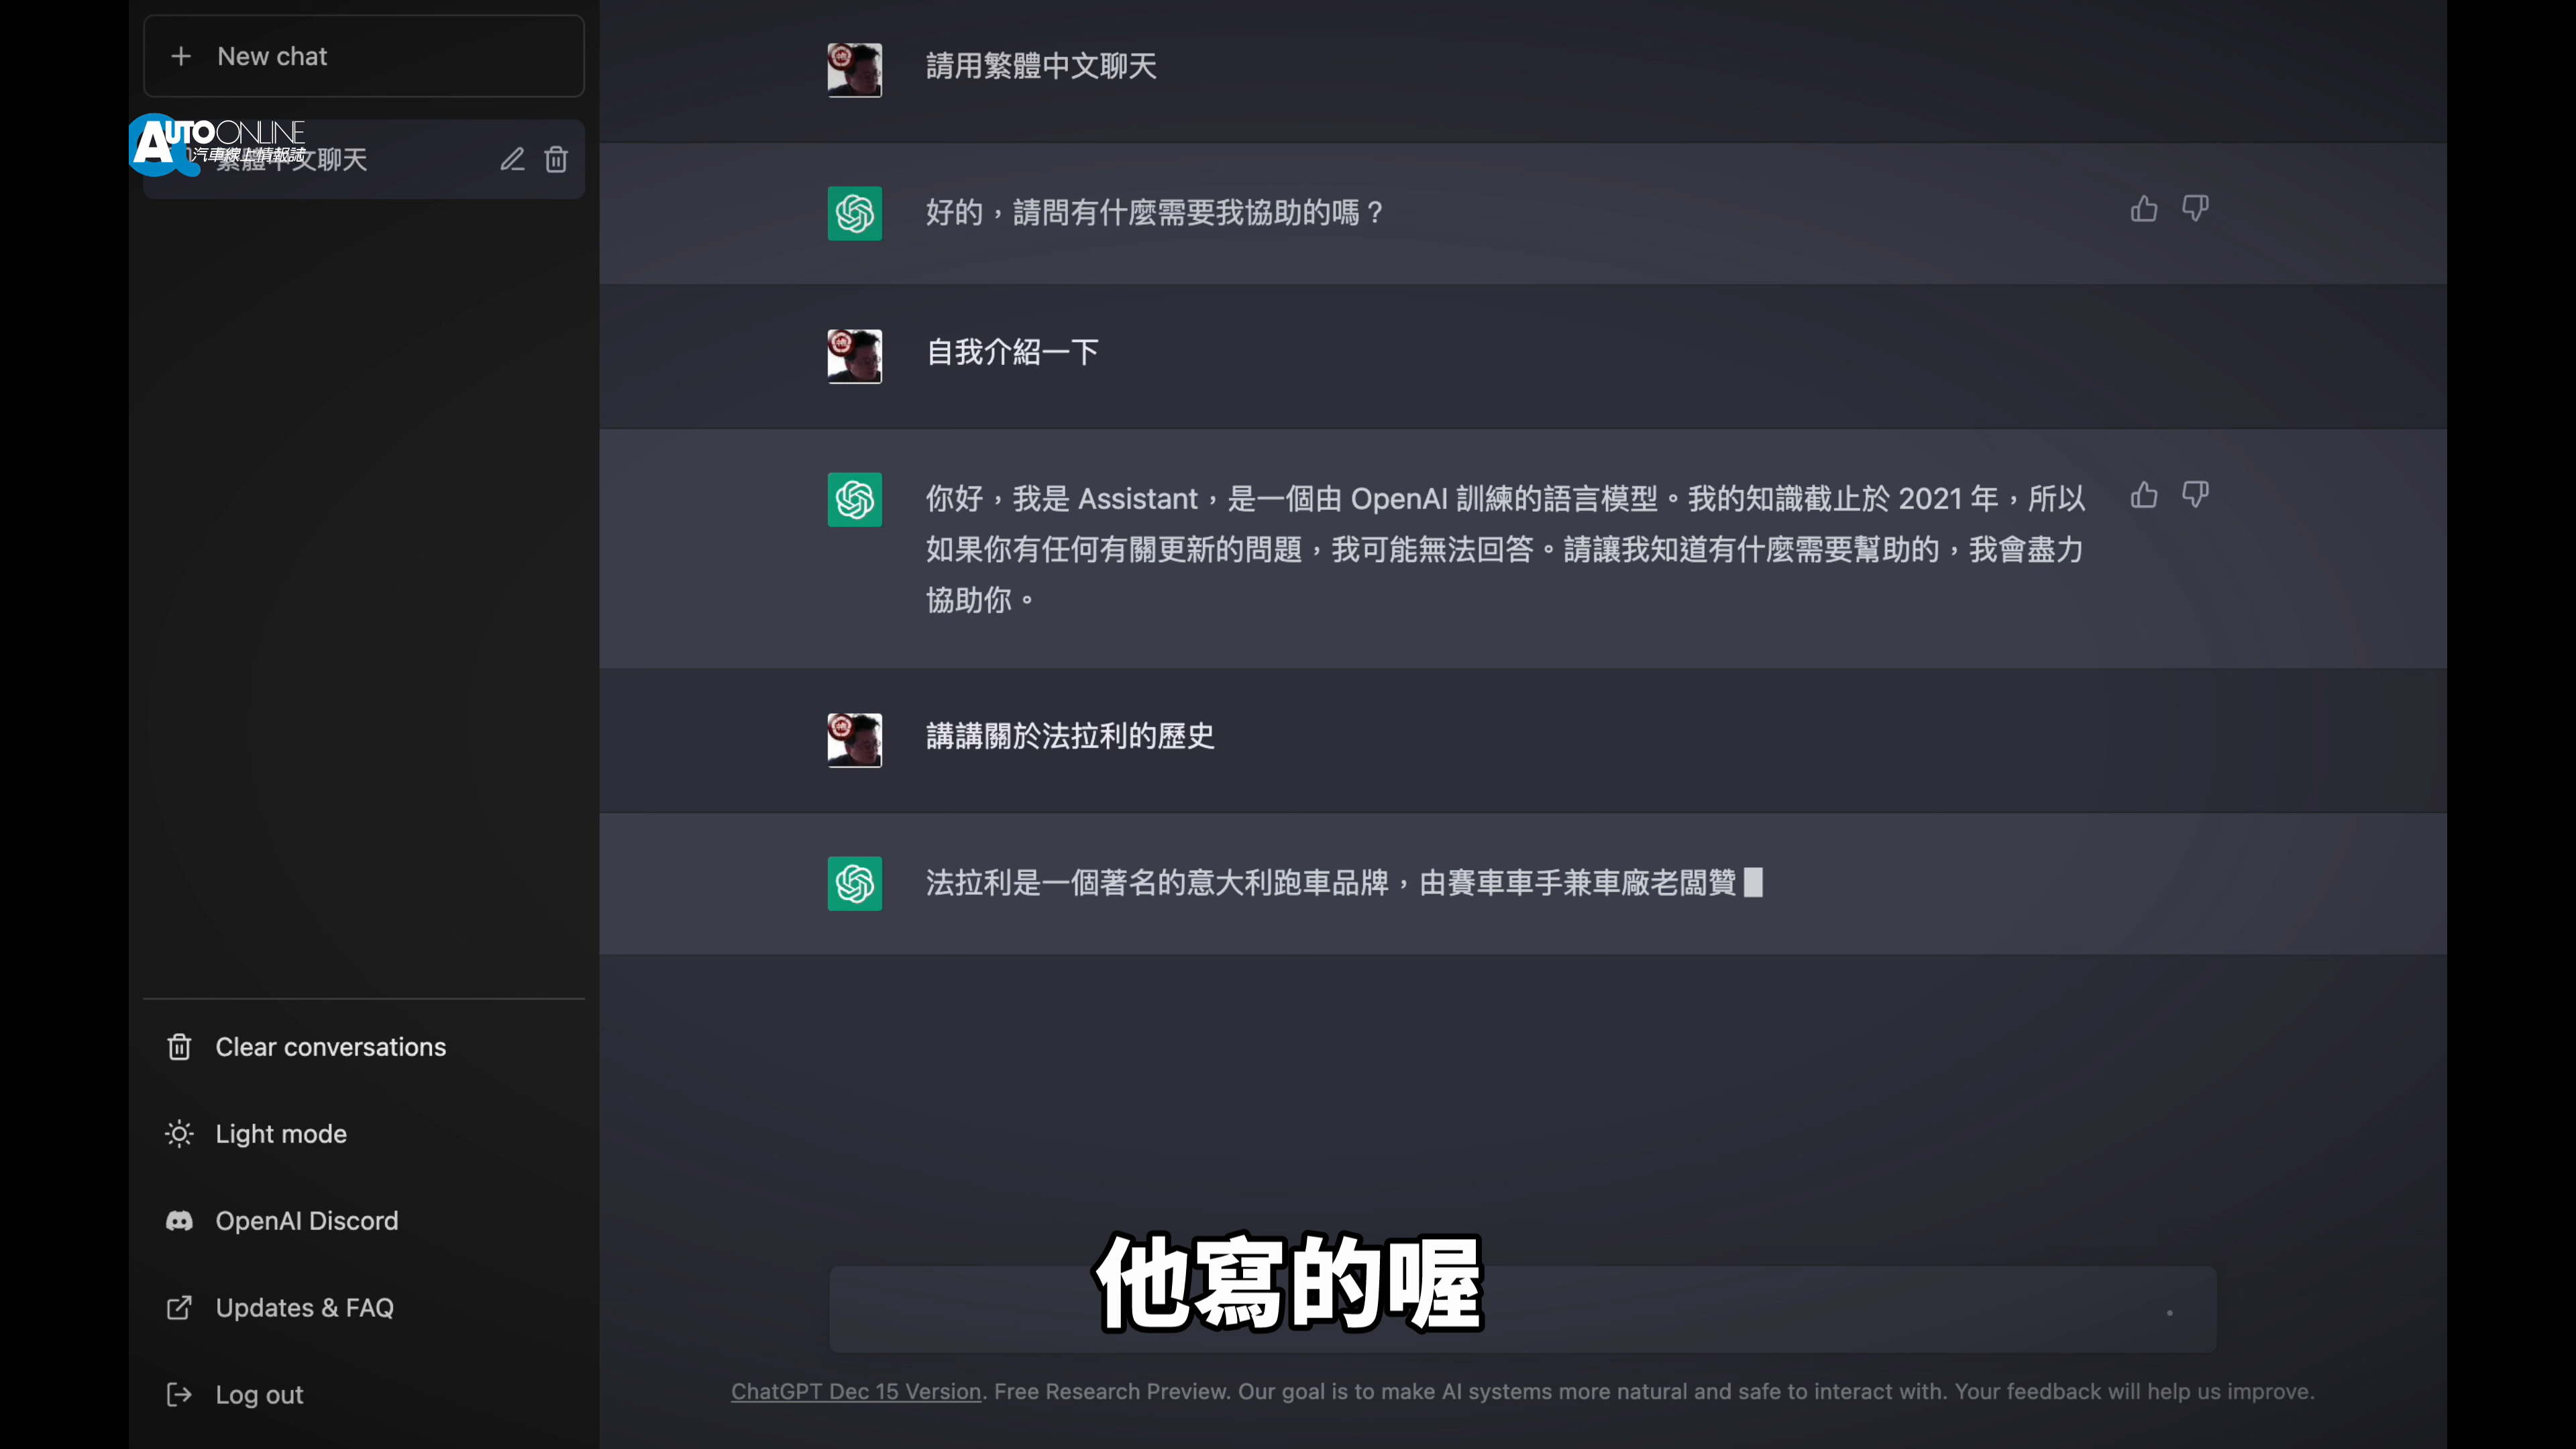 New chat
AUTO ONLINE
汽車線上情報誌
繁體中文聊天
Clear conversations
Light mode
OpenAI Discord
Updates & FAQ
Log out
請用繁體中文聊天
好的，請問有什麼需要我協助的嗎？
自我介紹一下
你好，我是 Assistant，是一個由 OpenAI 訓練的語言模型。我的知識截止於 2021 年，所以
如果你有任何有關更新的問題，我可能無法回答。請讓我知道有什麼需要幫助的，我會盡力
協助你。
講講關於法拉利的歷史
法拉利是一個著名的意大利跑車品牌，由賽車車手兼車廠老闆贊
他寫的喔
ChatGPT Dec 15 Version. Free Research Preview. Our goal is to make AI systems more natural and safe to interact with. Your feedback will help us improve.